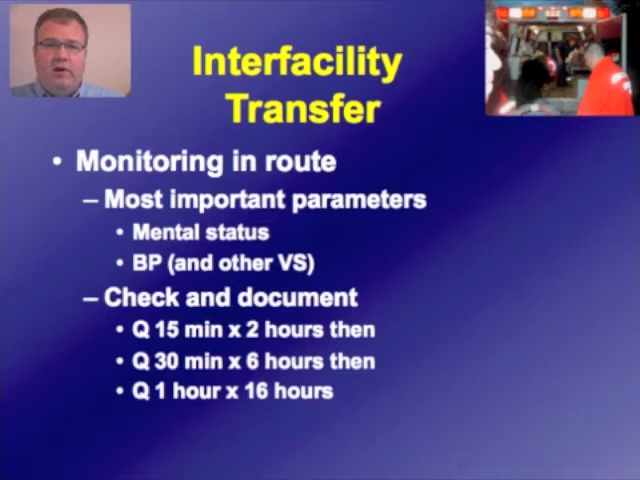 Interfacility
Transfer
• Monitoring in route
– Most important parameters
• Mental status
• BP (and other VS)
– Check and document
• Q 15 min x 2 hours then
• Q 30 min x 6 hours then
• Q 1 hour x 16 hours